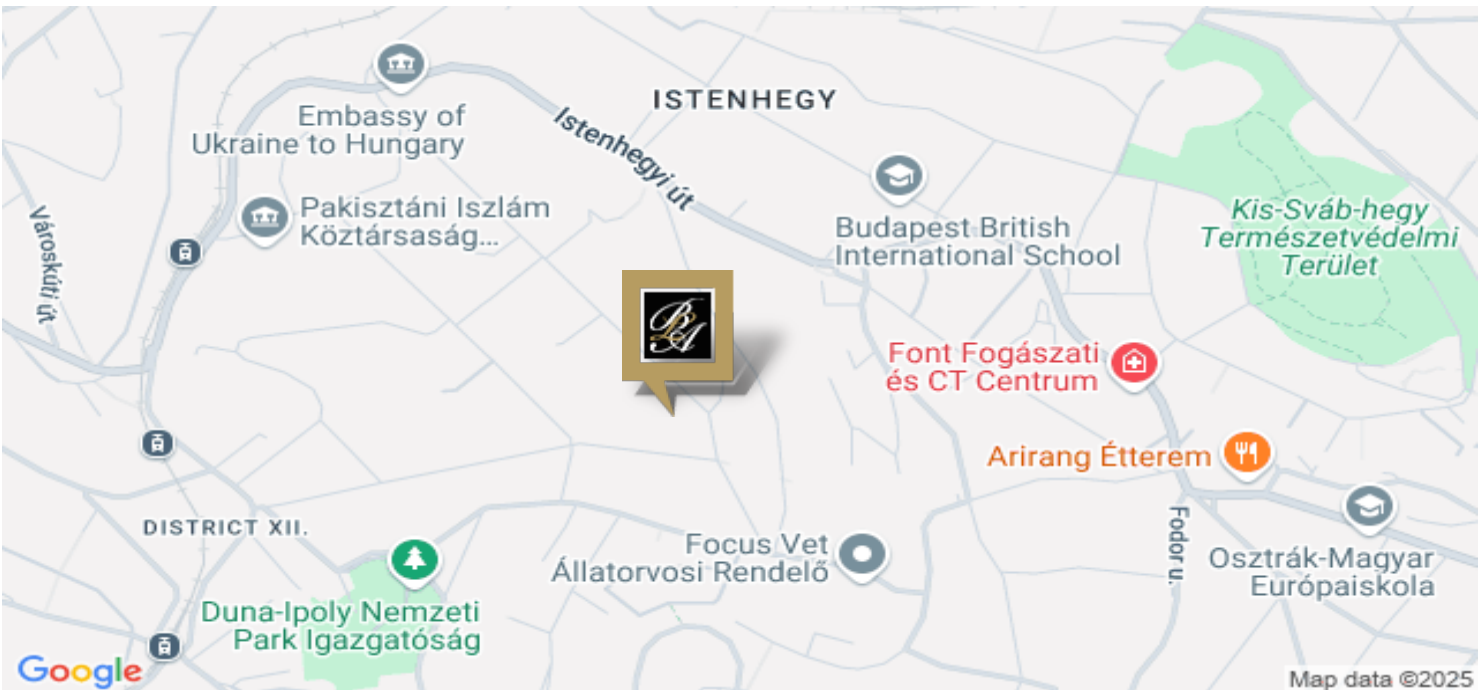 ISTENHEGY
Embassy of
Ukraine to Hungary
Istenhegyi út
Pakisztáni Iszlám
Köztársaság...
Városkúti út
Budapest British
International School
Kis-Sváb-hegy
Természetvédelmi
Terület
Font Fogászati
és CT Centrum
Arirang Étterem
DISTRICT XII.
Focus Vet
Állatorvosi Rendelő
Fodor u.
Osztrák-Magyar
Európaiskola
Duna-Ipoly Nemzeti
Park Igazgatóság
Google
Map data ©2025